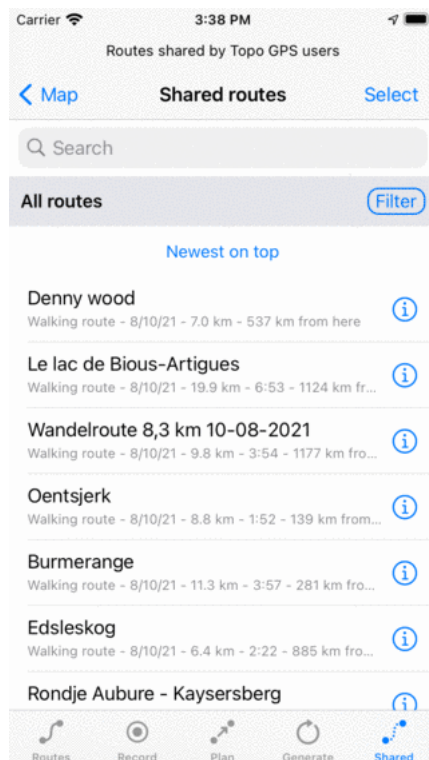 Carrier 3:38 PM
Routes shared by Topo GPS users
Map Shared routes Select
Search
All routes Filter
Newest on top
Denny wood
Walking route - 8/10/21 - 7.0 km - 537 km from here
Le lac de Bious-Artigues
Walking route - 8/10/21 - 19.9 km - 6:53 - 1124 km fr...
Wandelroute 8,3 km 10-08-2021
Walking route - 8/10/21 - 9.8 km - 3:54 - 1177 km fro...
Oentsjerk
Walking route - 8/10/21 - 8.8 km - 1:52 - 139 km from...
Burmerange
Walking route - 8/10/21 - 11.3 km - 3:57 - 281 km fro...
Edsleskog
Walking route - 8/10/21 - 6.4 km - 2:22 - 885 km fro...
Rondje Aubure - Kaysersberg
Routes Record Plan Generate Shared